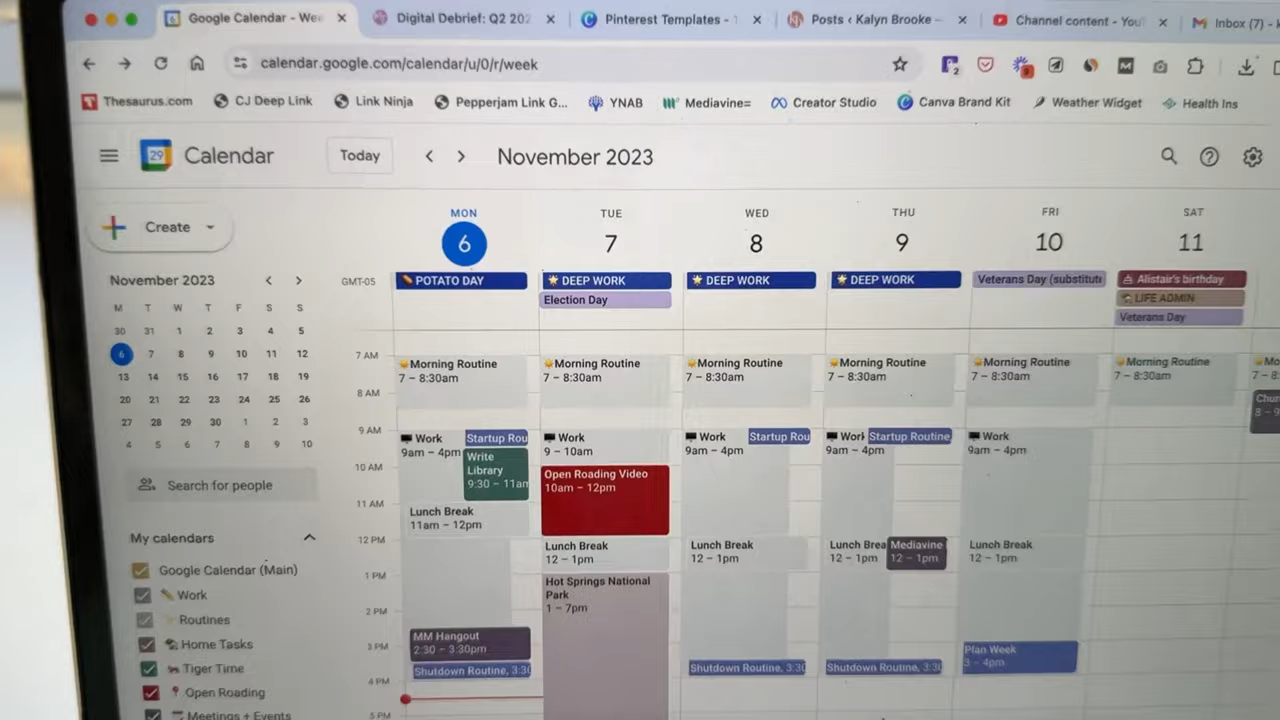 Google Calendar - Wee
Digital Debrief: Q2 202
Pinterest Templates -
Posts ‹ Kalyn Brooke –
Channel content - You
Inbox (7) -
calendar.google.com/calendar/u/0/r/week
Thesaurus.com
CJ Deep Link
Link Ninja
Pepperjam Link G...
YNAB
Mediavine=
Creator Studio
Canva Brand Kit
Weather Widget
Health Ins
29 Calendar
Today
November 2023
Create
MON TUE WED THU FRI SAT
6 7 8 9 10 11
November 2023
M T W T F S S
30 31 1 2 3 4 5
6 7 8 9 10 11 12
13 14 15 16 17 18 19
20 21 22 23 24 25 26
27 28 29 30 1 2 3
4 5 6 7 8 9 10
Search for people
My calendars
Google Calendar (Main)
Work
Routines
Home Tasks
Tiger Time
Open Roading
Meetings + Events
GMT-05
7 AM
8 AM
9 AM
10 AM
11 AM
12 PM
1 PM
2 PM
3 PM
4 PM
5 PM
POTATO DAY
Morning Routine
7 – 8:30am
Work
9am – 4pm
Startup Rou
Write
Library
9:30 – 11am
Lunch Break
11am – 12pm
MM Hangout
2:30 – 3:30pm
Shutdown Routine, 3:30
DEEP WORK
Election Day
Morning Routine
7 – 8:30am
Work
9 – 10am
Open Roading Video
10am – 12pm
Lunch Break
12 – 1pm
Hot Springs National
Park
1 – 7pm
DEEP WORK
Morning Routine
7 – 8:30am
Work
9am – 4pm
Startup Rou
Lunch Break
12 – 1pm
Shutdown Routine, 3:30
DEEP WORK
Morning Routine
7 – 8:30am
Work
9am – 4pm
Startup Routine,
Lunch Brea
12 – 1pm
Mediavine
12 – 1pm
Shutdown Routine, 3:30
Veterans Day (substitute
Morning Routine
7 – 8:30am
Work
9am – 4pm
Lunch Break
12 – 1pm
Plan Week
3 – 4pm
Alistair's birthday
LIFE ADMIN
Veterans Day
Morning Routine
7 – 8:30am
Mo
7 – 8:
Chur
8 – 9